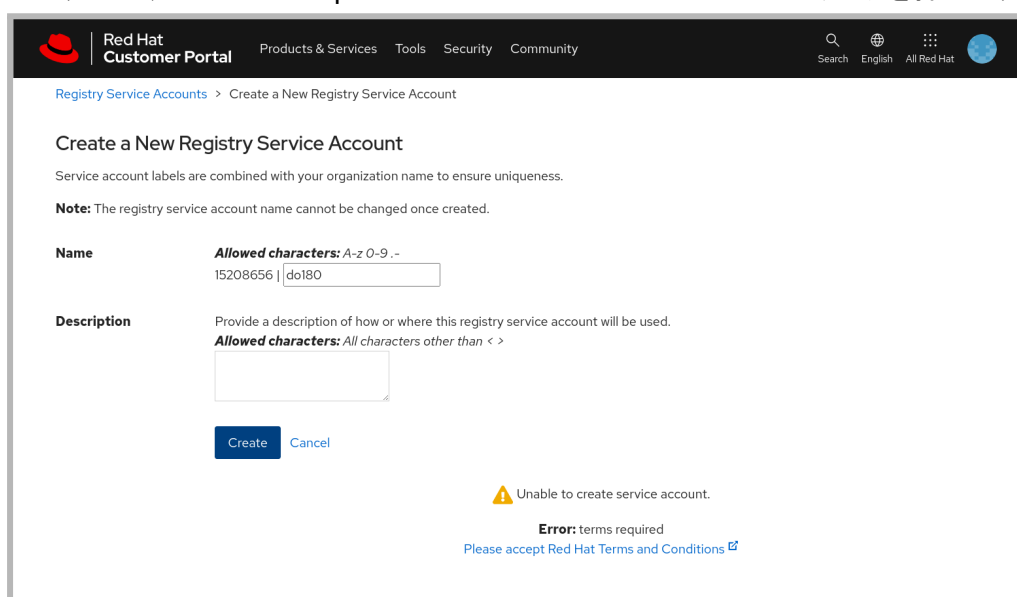 Red Hat
Customer Portal
Products & Services Tools Security Community
Search English All Red Hat
Registry Service Accounts > Create a New Registry Service Account
Create a New Registry Service Account
Service account labels are combined with your organization name to ensure uniqueness.
Note: The registry service account name cannot be changed once created.
Name
Allowed characters: A-z 0-9 .-
15208656 | do180
Description
Provide a description of how or where this registry service account will be used.
Allowed characters: All characters other than < >
Create Cancel
Unable to create service account.
Error: terms required
Please accept Red Hat Terms and Conditions